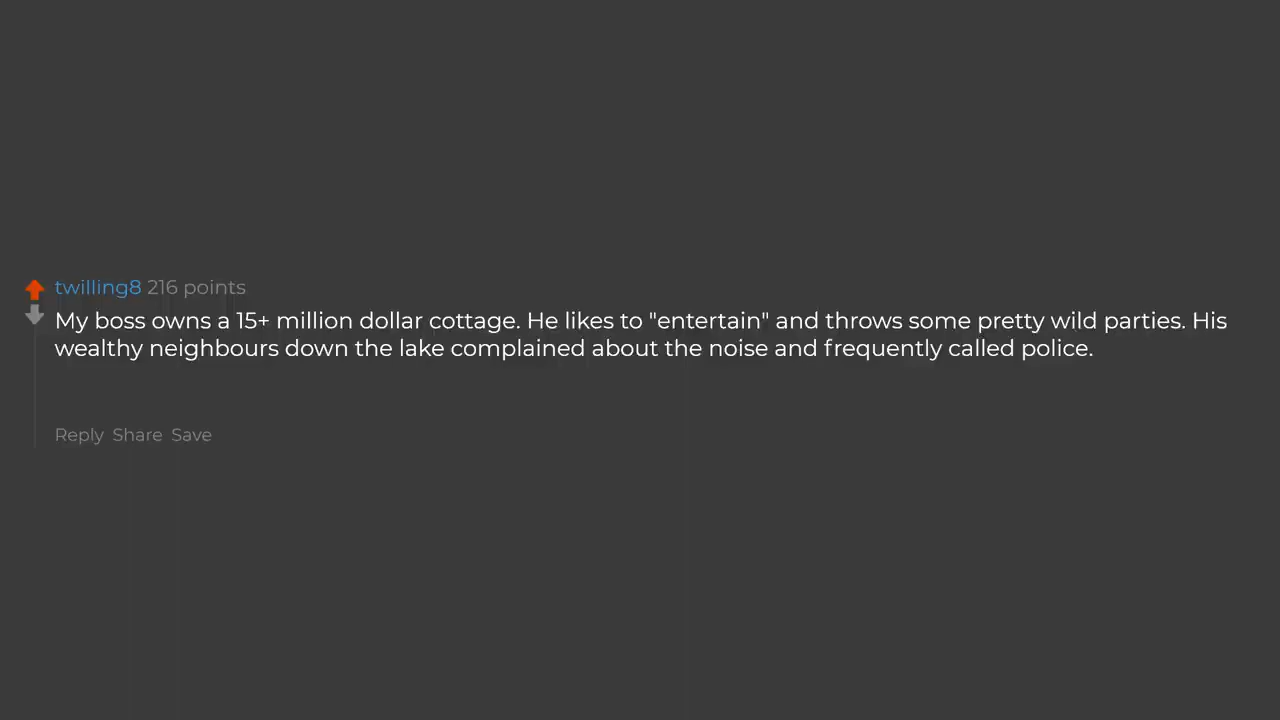 twilling8 216 points
My boss owns a 15+ million dollar cottage. He likes to "entertain" and throws some pretty wild parties. His
wealthy neighbours down the lake complained about the noise and frequently called police.
Reply Share Save